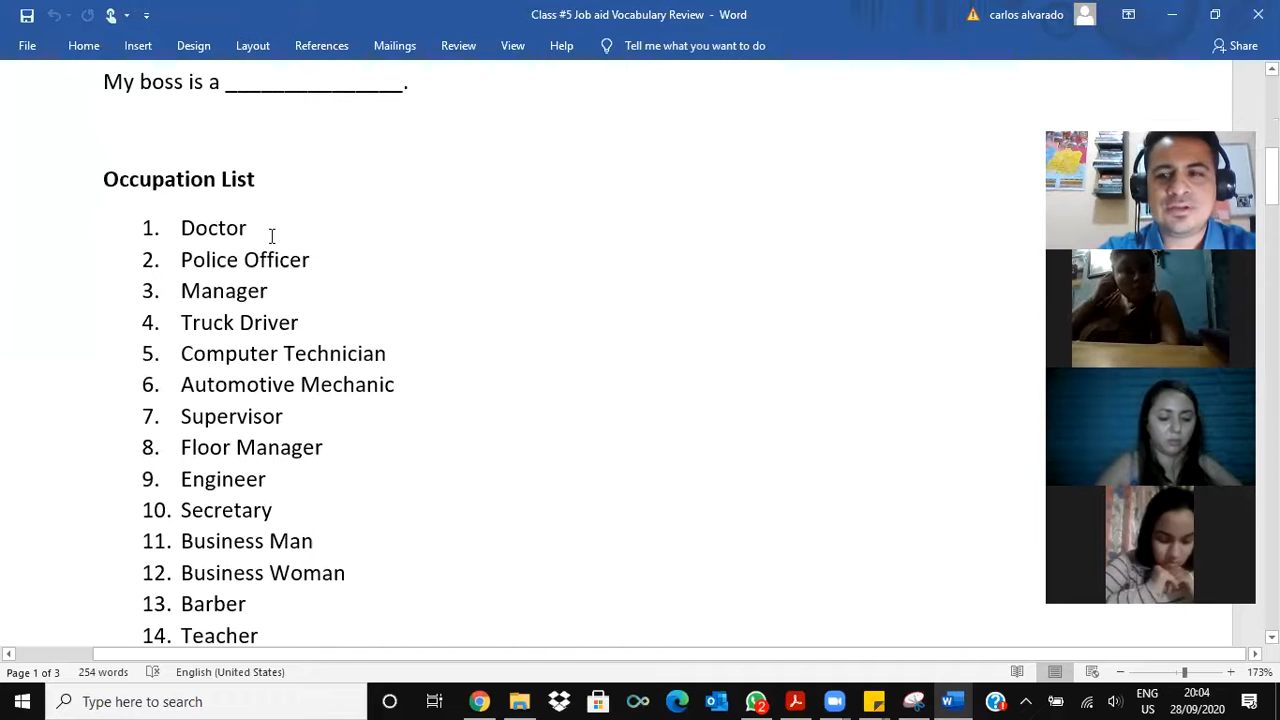 Class #5 Job aid Vocabulary Review - Word
carlos alvarado
File Home Insert Design Layout References Mailings Review View Help Tell me what you want to do Share
My boss is a _______________.
Occupation List
1. Doctor
2. Police Officer
3. Manager
4. Truck Driver
5. Computer Technician
6. Automotive Mechanic
7. Supervisor
8. Floor Manager
9. Engineer
10. Secretary
11. Business Man
12. Business Woman
13. Barber
14. Teacher
Page 1 of 3 254 words English (United States) 173%
Type here to search
2
ENG 20:04
US 28/09/2020